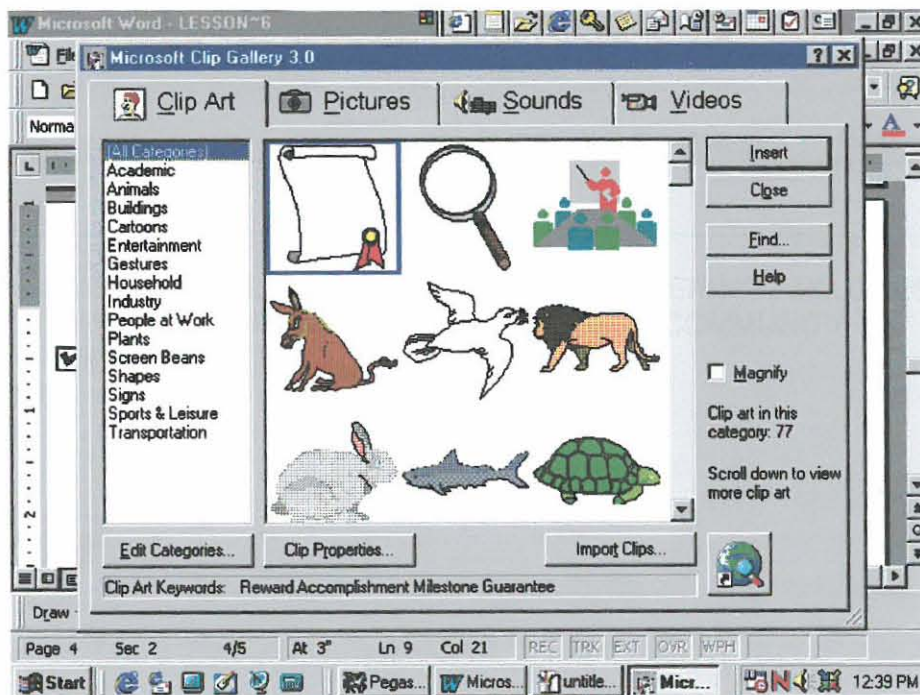 Microsoft Word - LESSON~6
Microsoft Clip Gallery 3.0
Clip Art
Pictures
Sounds
Videos
Norma
(All Categories)
Academic
Animals
Buildings
Cartoons
Entertainment
Gestures
Household
Industry
People at Work
Plants
Screen Beans
Shapes
Signs
Sports & Leisure
Transportation
Insert
Close
Find...
Help
Magnify
Clip art in this
category: 77
Scroll down to view
more clip art
Edit Categories...
Clip Properties...
Import Clips...
Clip Art Keywords: Reward Accomplishment Milestone Guarantee
Draw
Page 4 Sec 2 4/5 At 3" Ln 9 Col 21 REC TRK EXT OVR WPH
Start Pegas... Micros... untitle... Micr... 12:39 PM